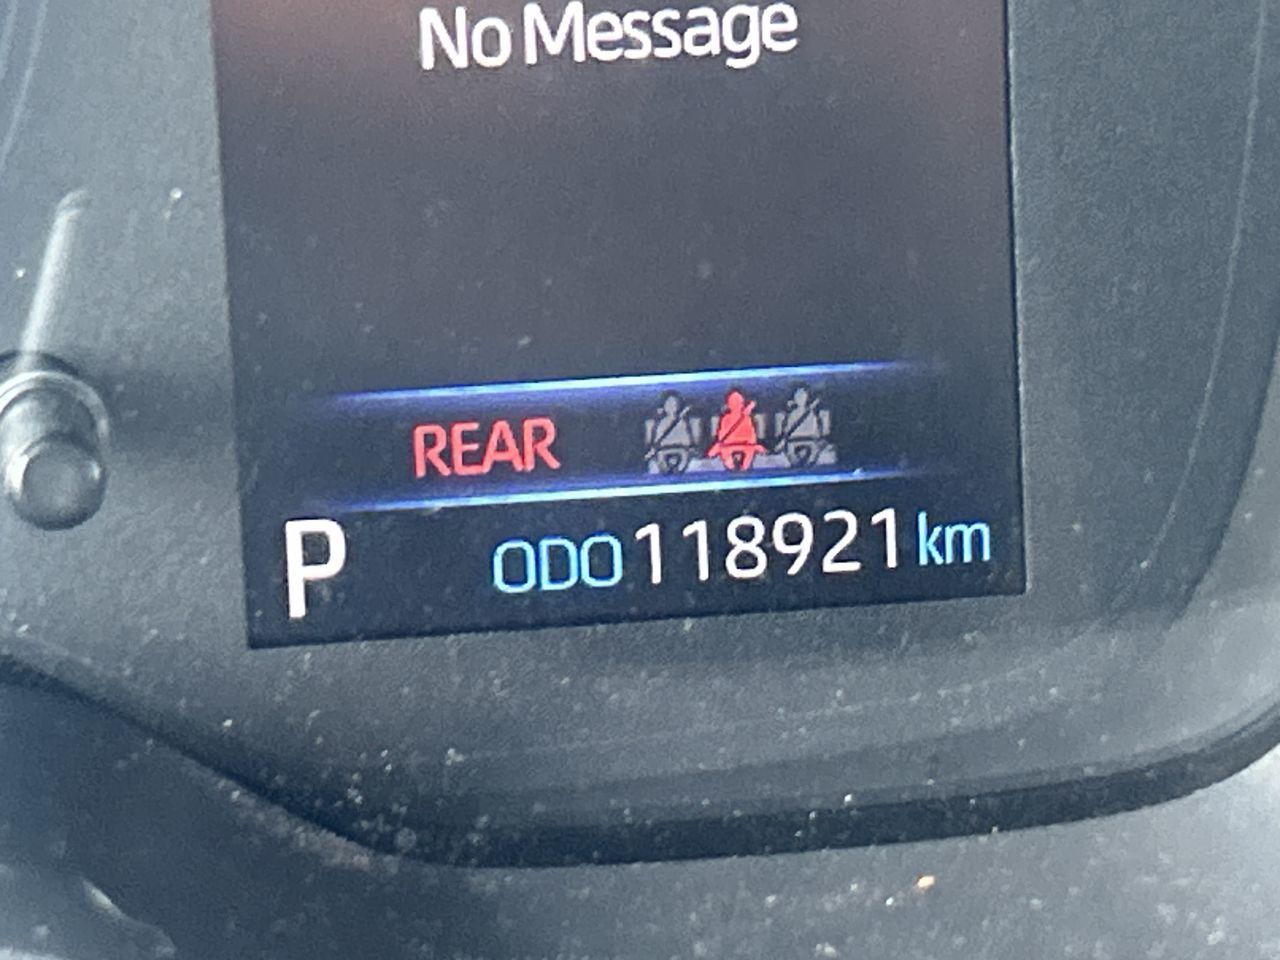 No Message
REAR
P ODO 118921 km